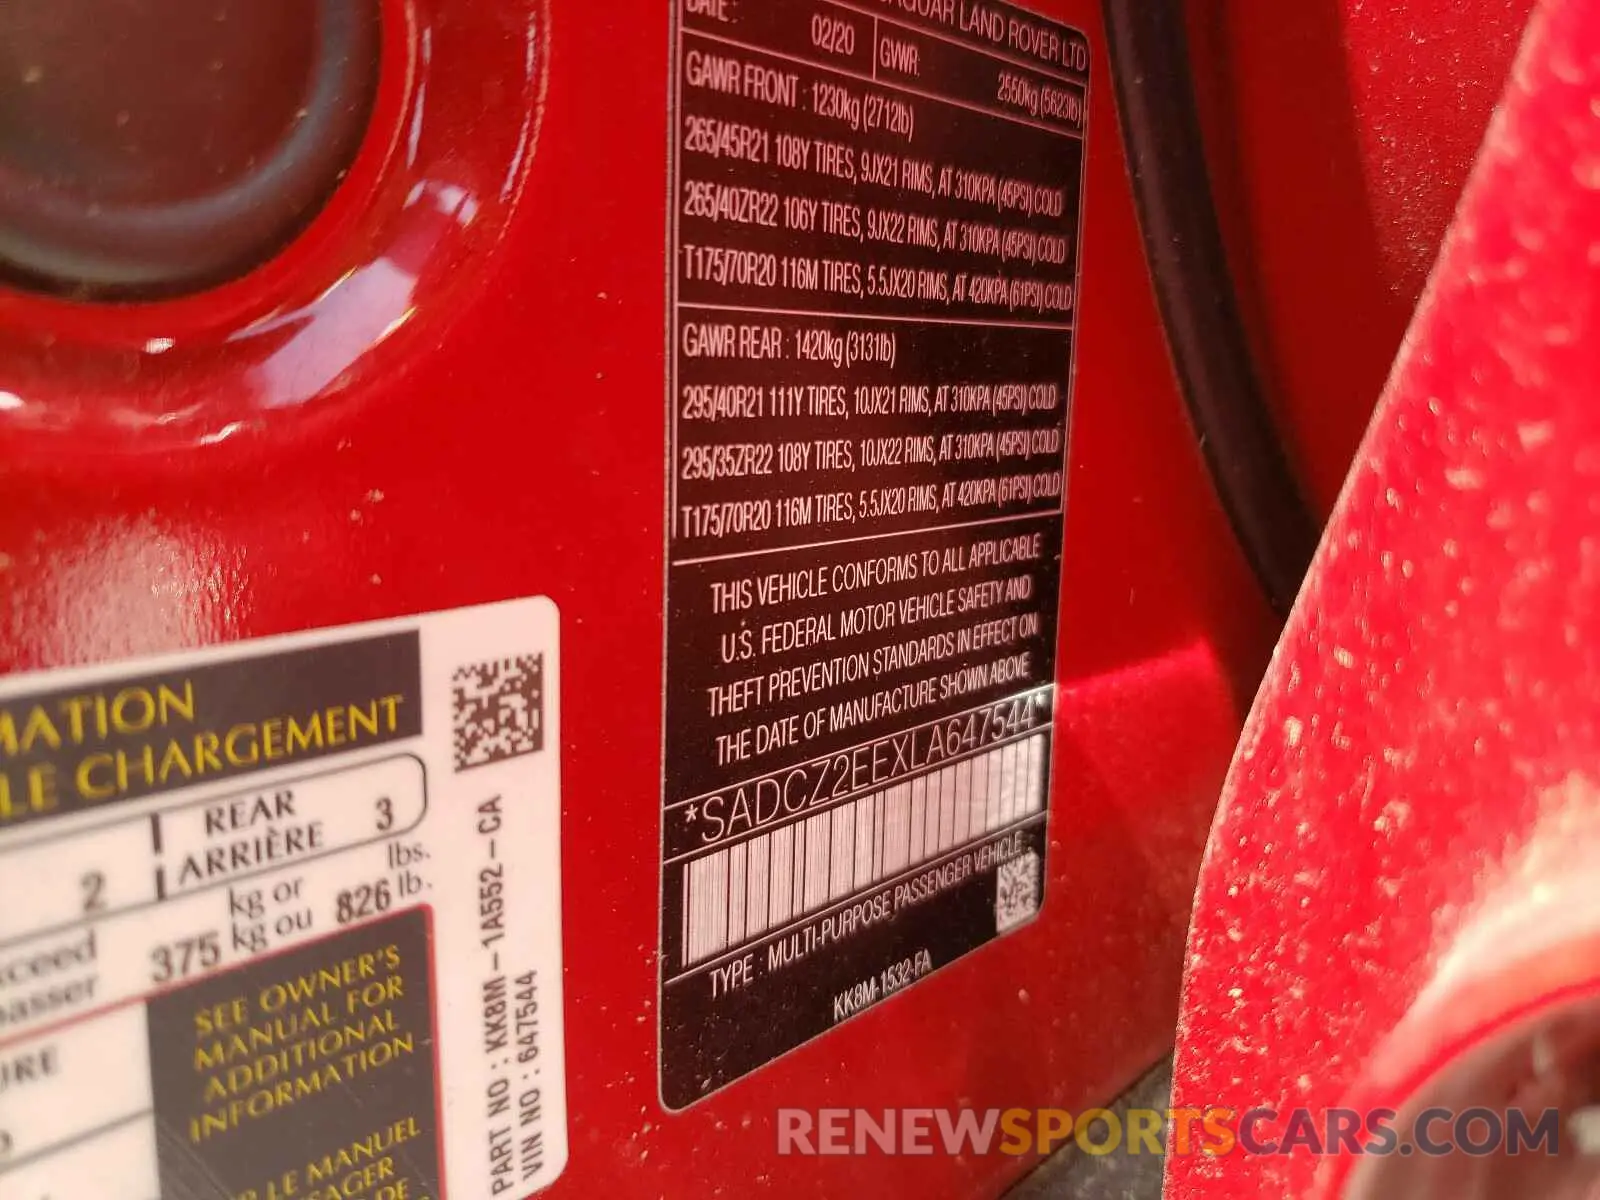 JAGUAR LAND ROVER LTD
DATE: 02/20 GVWR: 2550kg (5623lb)
GAWR FRONT : 1230kg (2712lb)
265/45R21 108Y TIRES, 9JX21 RIMS, AT 310KPA (45PSI) COLD
265/40ZR22 106Y TIRES, 9JX22 RIMS, AT 310KPA (45PSI) COLD
T175/70R20 116M TIRES, 5.5JX20 RIMS, AT 420KPA (61PSI) COLD
GAWR REAR : 1420kg (3131lb)
295/40R21 111Y TIRES, 10JX21 RIMS, AT 310KPA (45PSI) COLD
295/35ZR22 108Y TIRES, 10JX22 RIMS, AT 310KPA (45PSI) COLD
T175/70R20 116M TIRES, 5.5JX20 RIMS, AT 420KPA (61PSI) COLD
THIS VEHICLE CONFORMS TO ALL APPLICABLE
U.S. FEDERAL MOTOR VEHICLE SAFETY AND
THEFT PREVENTION STANDARDS IN EFFECT ON
THE DATE OF MANUFACTURE SHOWN ABOVE
*SADCZ2EEXLA647544*
TYPE : MULTI-PURPOSE PASSENGER VEHICLE
KK8M-1532-FA
MATION
LE CHARGEMENT
2 REAR
ARRIÈRE 3
xceed
passer 375 kg or
kg ou 826 lbs.
lb.
URE
SEE OWNER'S
MANUAL FOR
ADDITIONAL
INFORMATION
LE MANUEL
SAGER
DE
PART NO : KK8M-1A552-CA
VIN NO : 647544
RENEWSPORTSCARS.COM